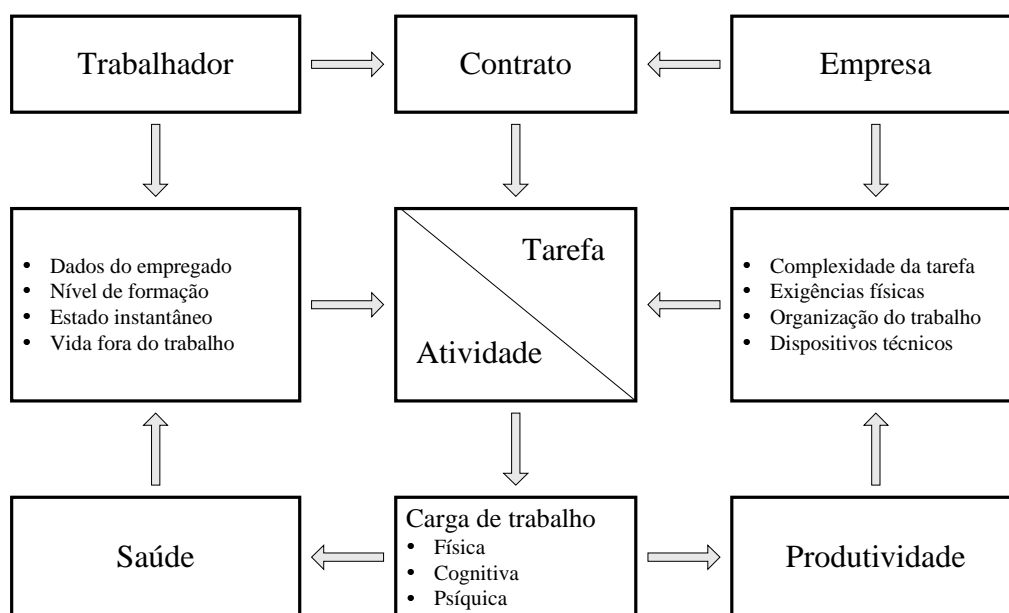 Trabalhador
Contrato
Empresa
• Dados do empregado
• Nível de formação
• Estado instantâneo
• Vida fora do trabalho
Tarefa
Atividade
• Complexidade da tarefa
• Exigências físicas
• Organização do trabalho
• Dispositivos técnicos
Saúde
Carga de trabalho
• Física
• Cognitiva
• Psíquica
Produtividade